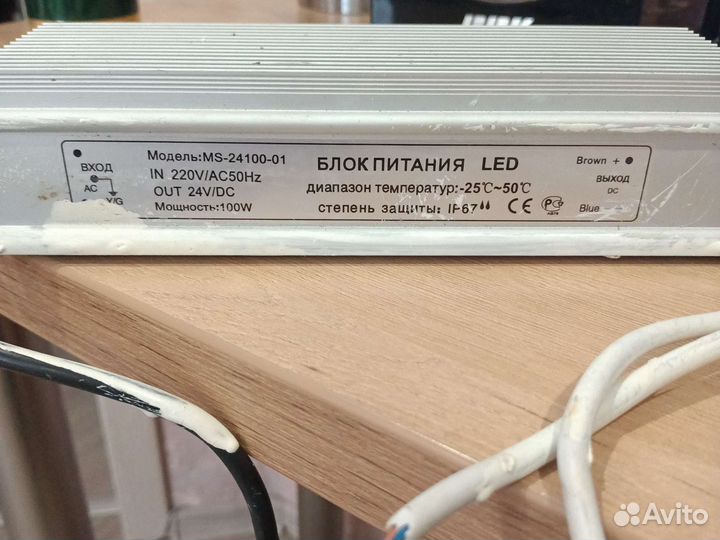 ВХОД
AC
Y/G
Модель:MS-24100-01
IN 220V/AC50Hz
OUT 24V/DC
Мощность:100W
БЛОК ПИТАНИЯ LED
диапазон температур:-25℃~50℃
степень защиты: IP67
CE
Brown +
ВЫХОД
DC
Blue -
Avito